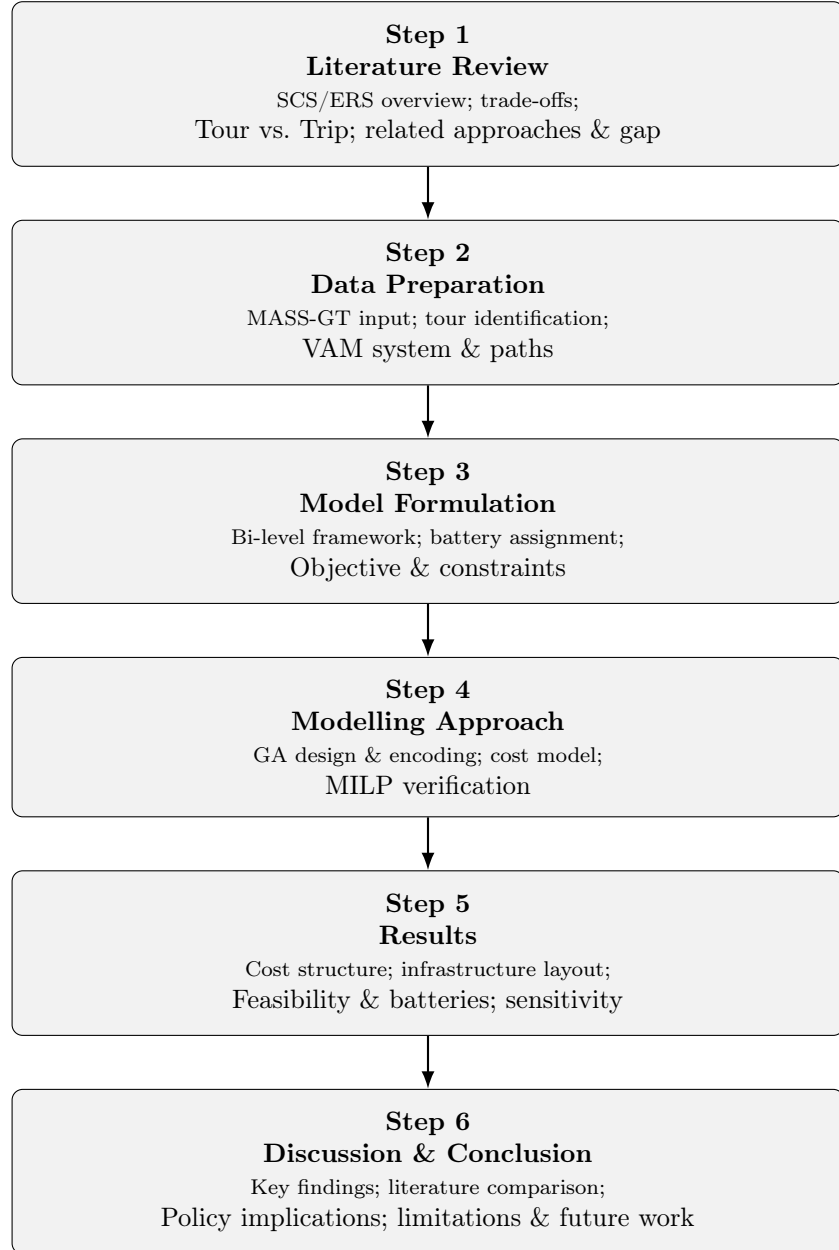 Step 1
Literature Review
SCS/ERS overview; trade-offs;
Tour vs. Trip; related approaches & gap
Step 2
Data Preparation
MASS-GT input; tour identification;
VAM system & paths
Step 3
Model Formulation
Bi-level framework; battery assignment;
Objective & constraints
Step 4
Modelling Approach
GA design & encoding; cost model;
MILP verification
Step 5
Results
Cost structure; infrastructure layout;
Feasibility & batteries; sensitivity
Step 6
Discussion & Conclusion
Key findings; literature comparison;
Policy implications; limitations & future work